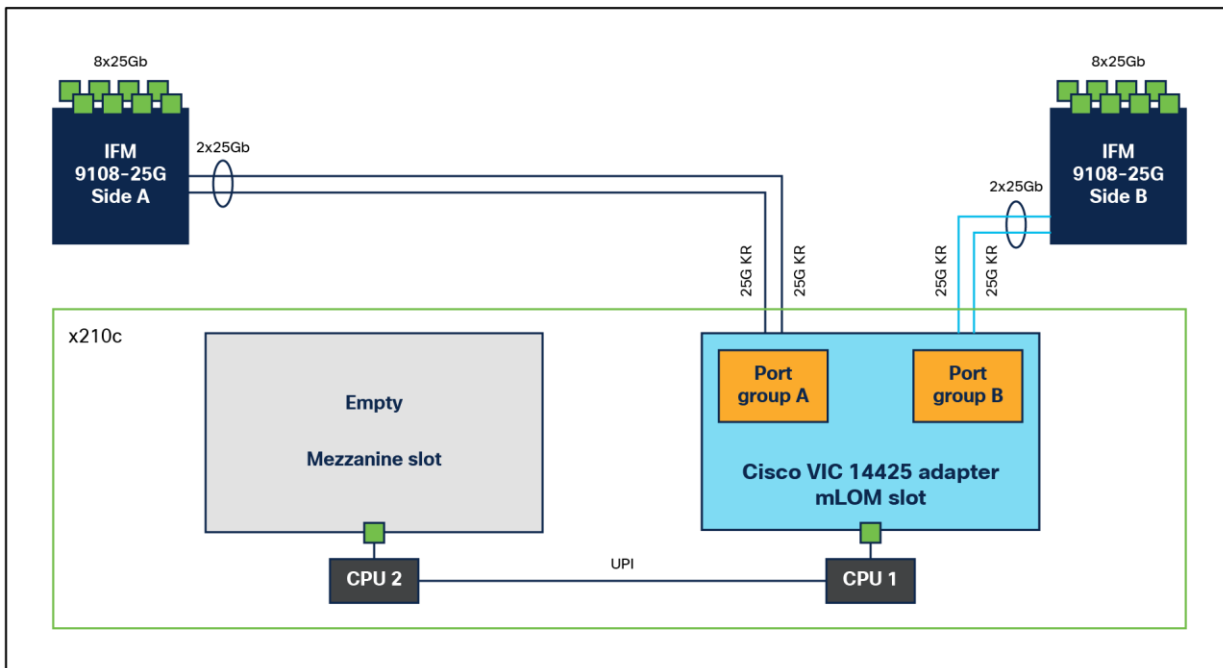 8x25Gb
IFM
9108-25G
Side A
2x25Gb
8x25Gb
IFM
9108-25G
Side B
2x25Gb
25G KR
25G KR
25G KR
25G KR
x210c
Empty
Mezzanine slot
Port
group A
Port
group B
Cisco VIC 14425 adapter
mLOM slot
CPU 2
UPI
CPU 1